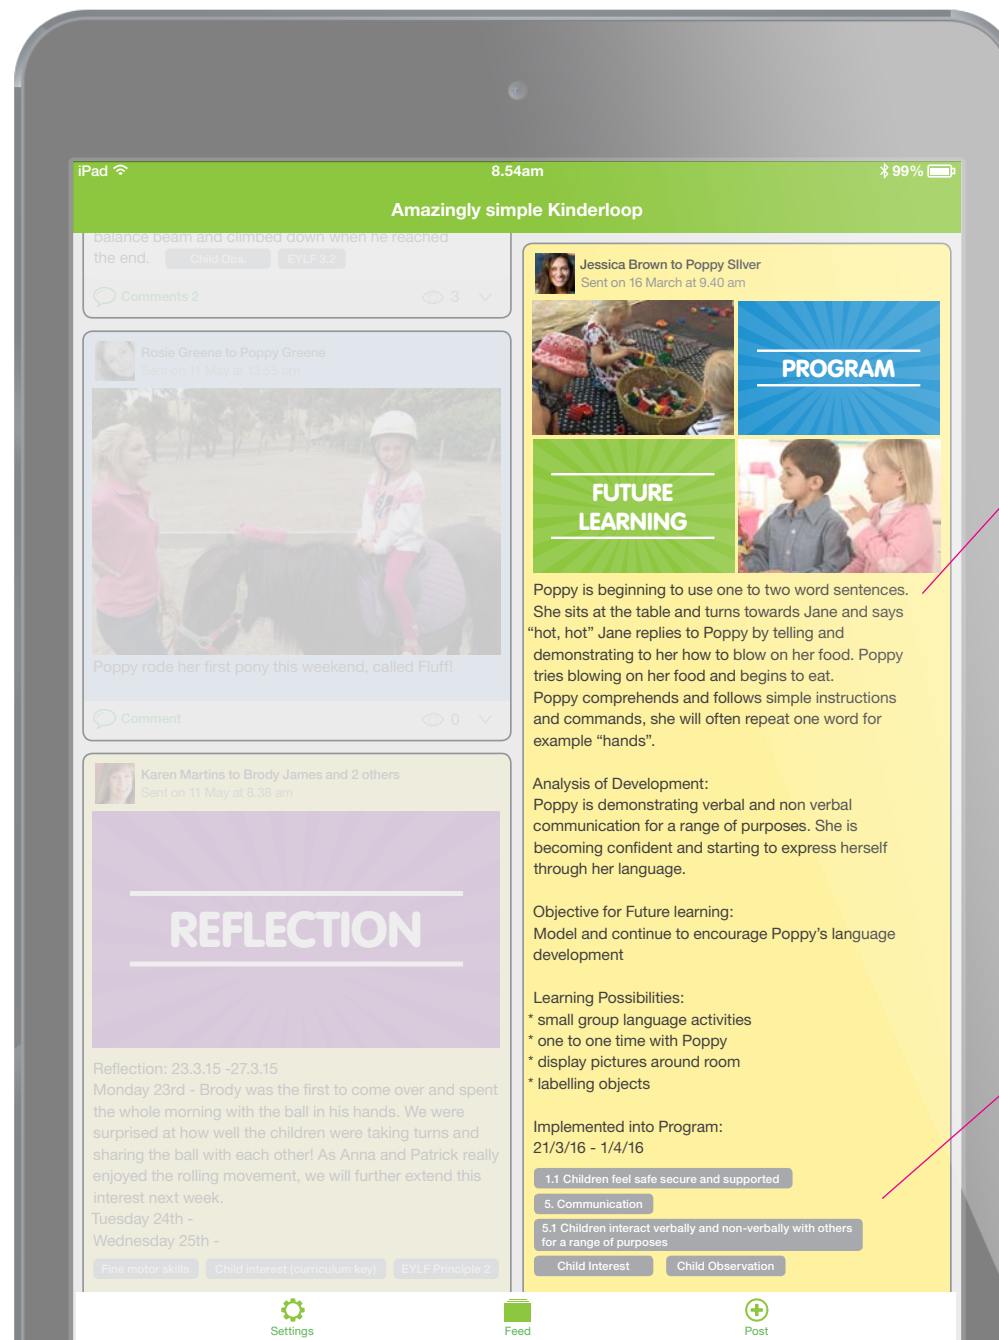 iPad
8.54am
99%
Amazingly simple Kinderloop
balance beam and climbed down when he reached
the end.
Child Obs.
EYLF 3.2
Comments 2
3
Rosie Greene to Poppy Greene
Sent on 11 May at 13.55 pm
Poppy rode her first pony this weekend, called Fluff!
Comment
0
Karen Martins to Brody James and 2 others
Sent on 11 May at 8.38 am
REFLECTION
Reflection: 23.3.15 -27.3.15
Monday 23rd - Brody was the first to come over and spent
the whole morning with the ball in his hands. We were
surprised at how well the children were taking turns and
sharing the ball with each other! As Anna and Patrick really
enjoyed the rolling movement, we will further extend this
interest next week.
Tuesday 24th -
Wednesday 25th -
Fine motor skills
Child interest (curriculum key)
EYLF Principle 2
Jessica Brown to Poppy SIlver
Sent on 16 March at 9.40 am
PROGRAM
FUTURE
LEARNING
Poppy is beginning to use one to two word sentences.
She sits at the table and turns towards Jane and says
“hot, hot” Jane replies to Poppy by telling and
demonstrating to her how to blow on her food. Poppy
tries blowing on her food and begins to eat.
Poppy comprehends and follows simple instructions
and commands, she will often repeat one word for
example “hands”.
Analysis of Development:
Poppy is demonstrating verbal and non verbal
communication for a range of purposes. She is
becoming confident and starting to express herself
through her language.
Objective for Future learning:
Model and continue to encourage Poppy’s language
development
Learning Possibilities:
* small group language activities
* one to one time with Poppy
* display pictures around room
* labelling objects
Implemented into Program:
21/3/16 - 1/4/16
1.1 Children feel safe secure and supported
5. Communication
5.1 Children interact verbally and non-verbally with others
for a range of purposes
Child Interest
Child Observation
Settings
Feed
Post